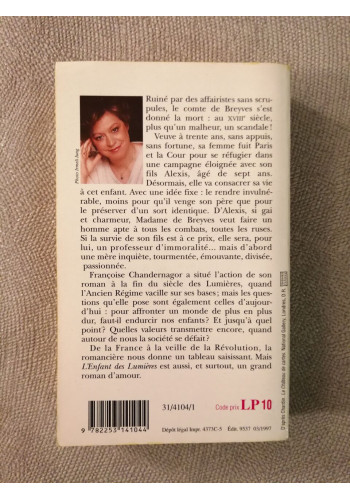 Ruiné par des affairistes sans scru-
pules, le comte de Breyves s'est
donné la mort : au XVIIIe siècle,
plus qu'un malheur, un scandale !
Veuve à trente ans, sans appuis,
sans fortune, sa femme fuit Paris
et la Cour pour se réfugier dans
une campagne éloignée avec son
fils Alexis, âgé de sept ans.
Désormais, elle va consacrer sa vie
à cet enfant. Avec une idée fixe : le rendre invulné-
rable, moins pour qu'il venge son père que pour
le préserver d'un sort identique. D'Alexis, si gai
et charmeur, Madame de Breyves veut faire un
homme apte à tous les combats, toutes les ruses.
Si la survie de son fils est à ce prix, elle sera, pour
lui, un professeur d'immoralité... mais d'abord
une mère inquiète, tourmentée, émouvante, divisée,
passionnée.
Françoise Chandernagor a situé l'action de son
roman à la fin du siècle des Lumières, quand
l'Ancien Régime vacille sur ses bases ; mais les ques-
tions qu'elle pose sont également celles d'aujour-
d'hui : pour affronter un monde de plus en plus
dur, faut-il endurcir nos enfants ? Et jusqu'à quel
point ? Quelles valeurs transmettre encore, quand
autour de nous la société se défait ?
De la France à la veille de la Révolution, la
romancière nous donne un tableau saisissant. Mais
L'Enfant des Lumières est aussi, et surtout, un grand
roman d'amour.
31/4104/1
Code prix LP 10
9 782253 141044
Dépôt légal Impr. 4373C-5 Édit. 9537 03/1997